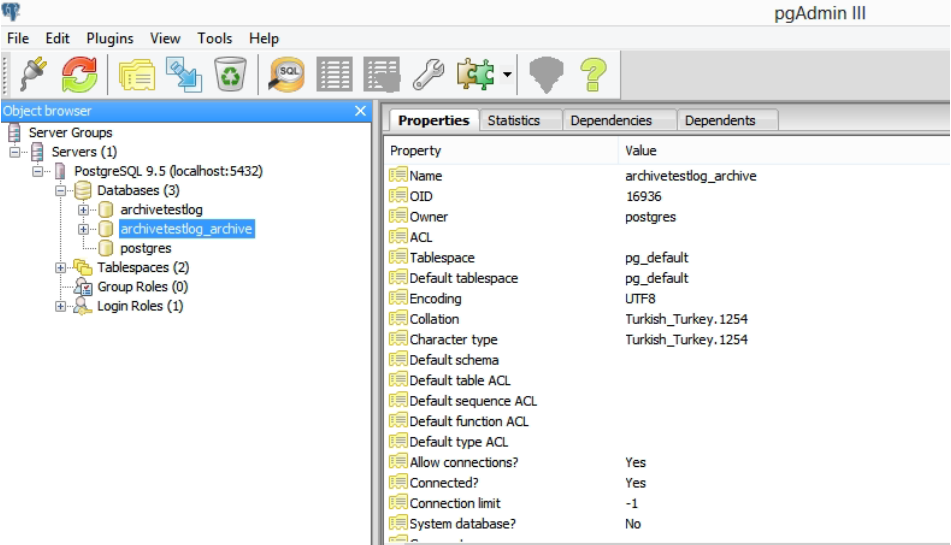 pgAdmin III
File Edit Plugins View Tools Help
SQL
Object browser
Server Groups
Servers (1)
PostgreSQL 9.5 (localhost:5432)
Databases (3)
archivetestlog
archivetestlog_archive
postgres
Tablespaces (2)
Group Roles (0)
Login Roles (1)
Properties Statistics Dependencies Dependents
Property Value
Name archivetestlog_archive
OID 16936
Owner postgres
ACL
Tablespace pg_default
Default tablespace pg_default
Encoding UTF8
Collation Turkish_Turkey.1254
Character type Turkish_Turkey.1254
Default schema
Default table ACL
Default sequence ACL
Default function ACL
Default type ACL
Allow connections? Yes
Connected? Yes
Connection limit -1
System database? No